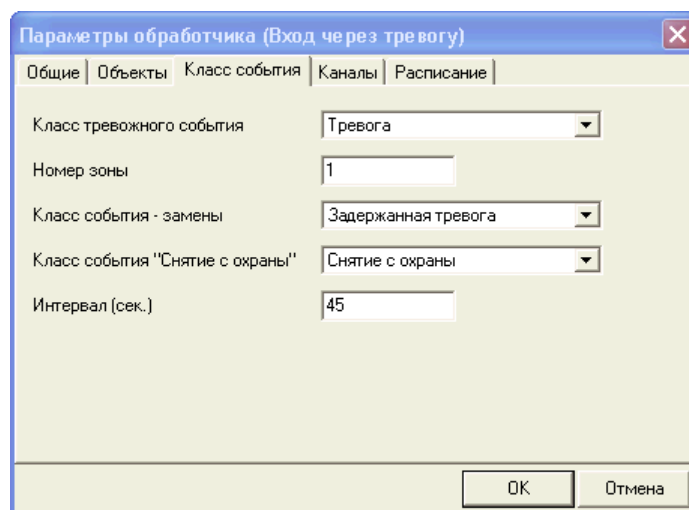 Параметры обработчика (Вход через тревогу)
Общие Объекты Класс события Каналы Расписание
Класс тревожного события Тревога
Номер зоны 1
Класс события - замены Задержанная тревога
Класс события "Снятие с охраны" Снятие с охраны
Интервал (сек.) 45
OK Отмена